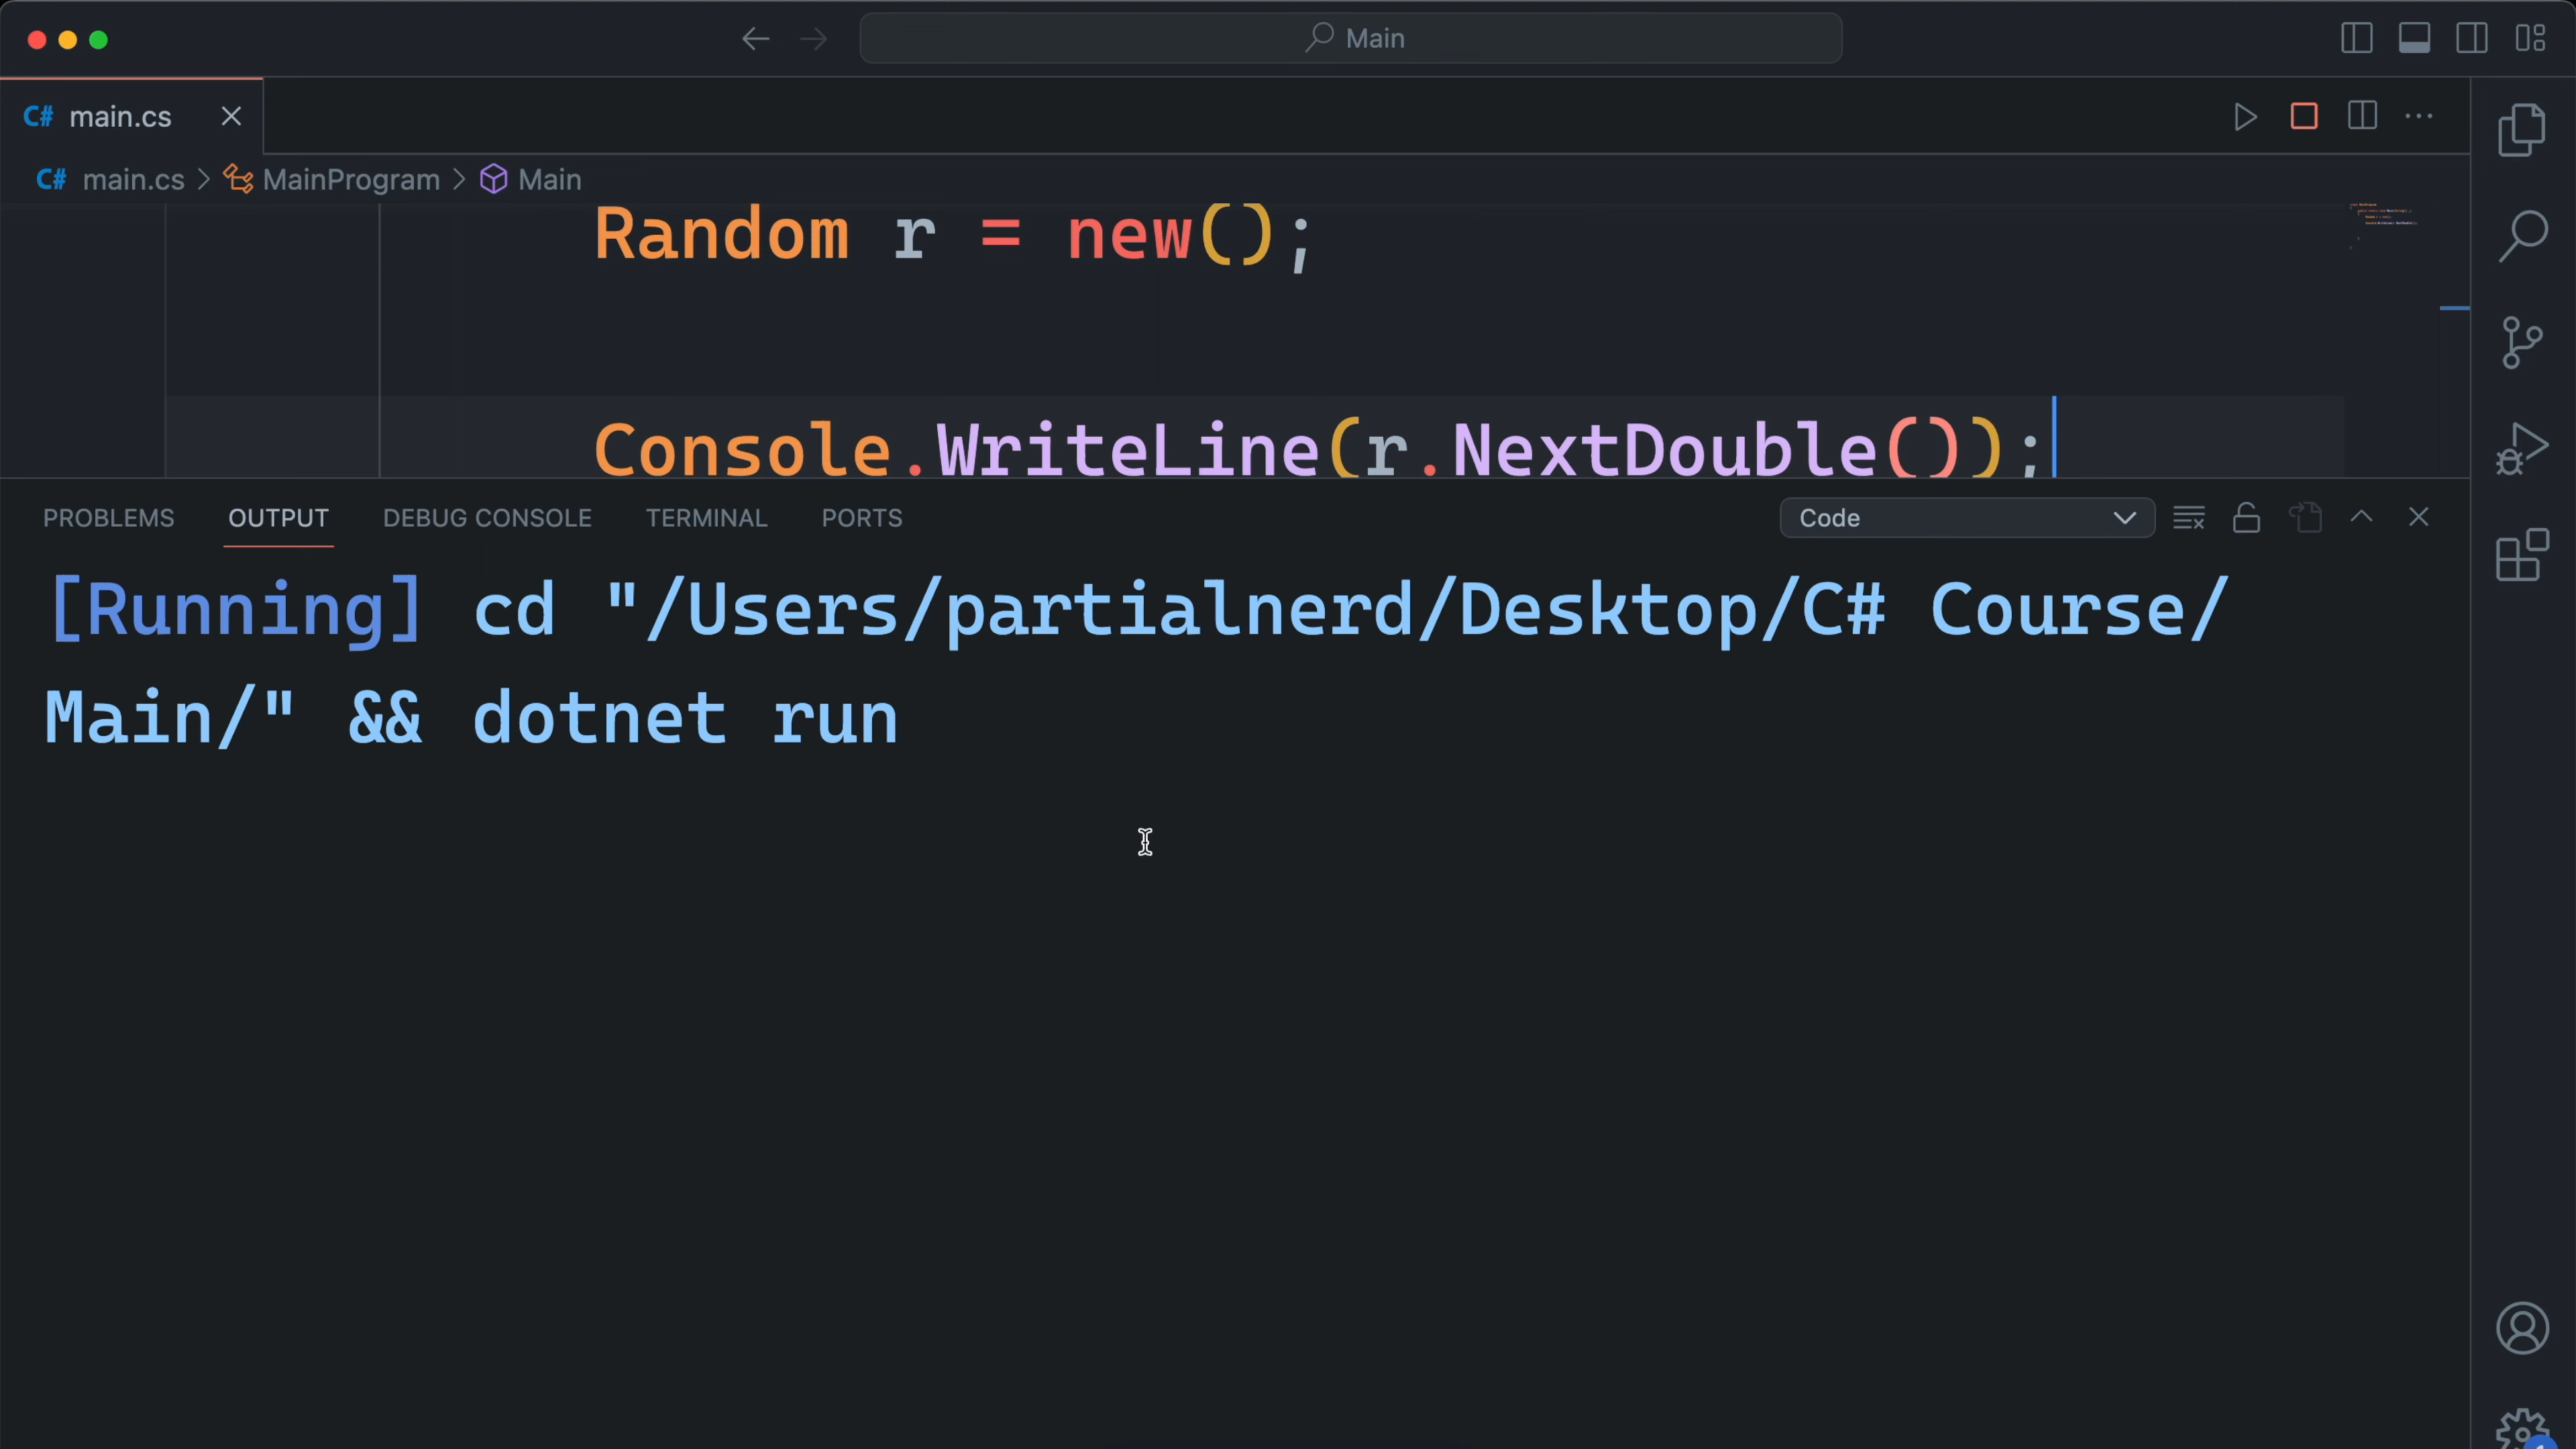 Main
C# main.cs
C# main.cs > MainProgram > Main
Random r = new();
Console.WriteLine(r.NextDouble());
PROBLEMS OUTPUT DEBUG CONSOLE TERMINAL PORTS Code
[Running] cd "/Users/partialnerd/Desktop/C# Course/
Main/" && dotnet run